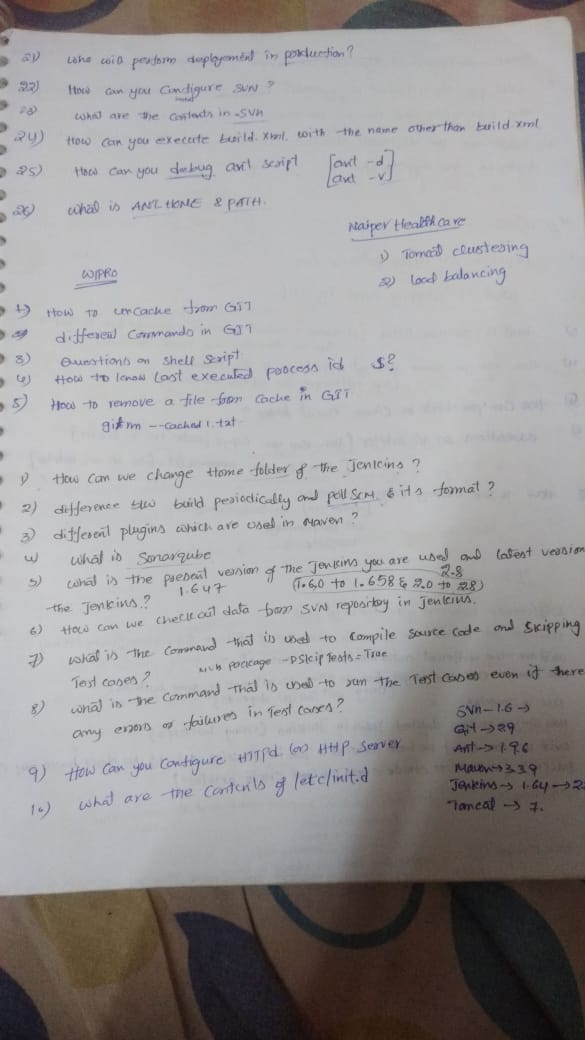 21) Who will perform deployement in production?
22) How can you Configure SVN ?
23) what are the Contents in .SVN
24) How can you execute build.xml. with the name other than build xml
25) How can you debug ant script [ant -d]
[ant -v]
26) what is ANT HOME & PATH.
Naiper Health care
1) Tomcat clustering
2) load balancing
WIPRO
1) How To uncache from GIT
2) different Commands in GIT
3) Questions on shell script
4) How to know last executed process id $?
5) How to remove a file from cache in GIT
git rm --cached 1.txt
1) How can we change Home folder of the Jenkins ?
2) difference btw build periodically and poll SCM & its format ?
3) different plugins which are used in Maven ?
4) what is Sonarqube
5) what is the present version of the Jenkins you are used and latest version
2.8
the Jenkins.? 1.647 (1.6,0 to 1.658 & 2.0 to 2.8)
6) How can we check out data from SVN repository in jenkins.
7) what is the command that is used to compile source code and Skipping
Test cases ? package -DSkip Tests = True
8) what is the command that is used to run the Test cases even if there
any errors or failures in Test cases ?
9) How can you Configure HTTPd (or) HTTP Server
10) what are the contents of /etc/init.d
SVn-1.6 →
Git → 29
Ant → 1.9.6
Maven → 339
Jenkins → 1.64 → 2
Tomcat → 7.